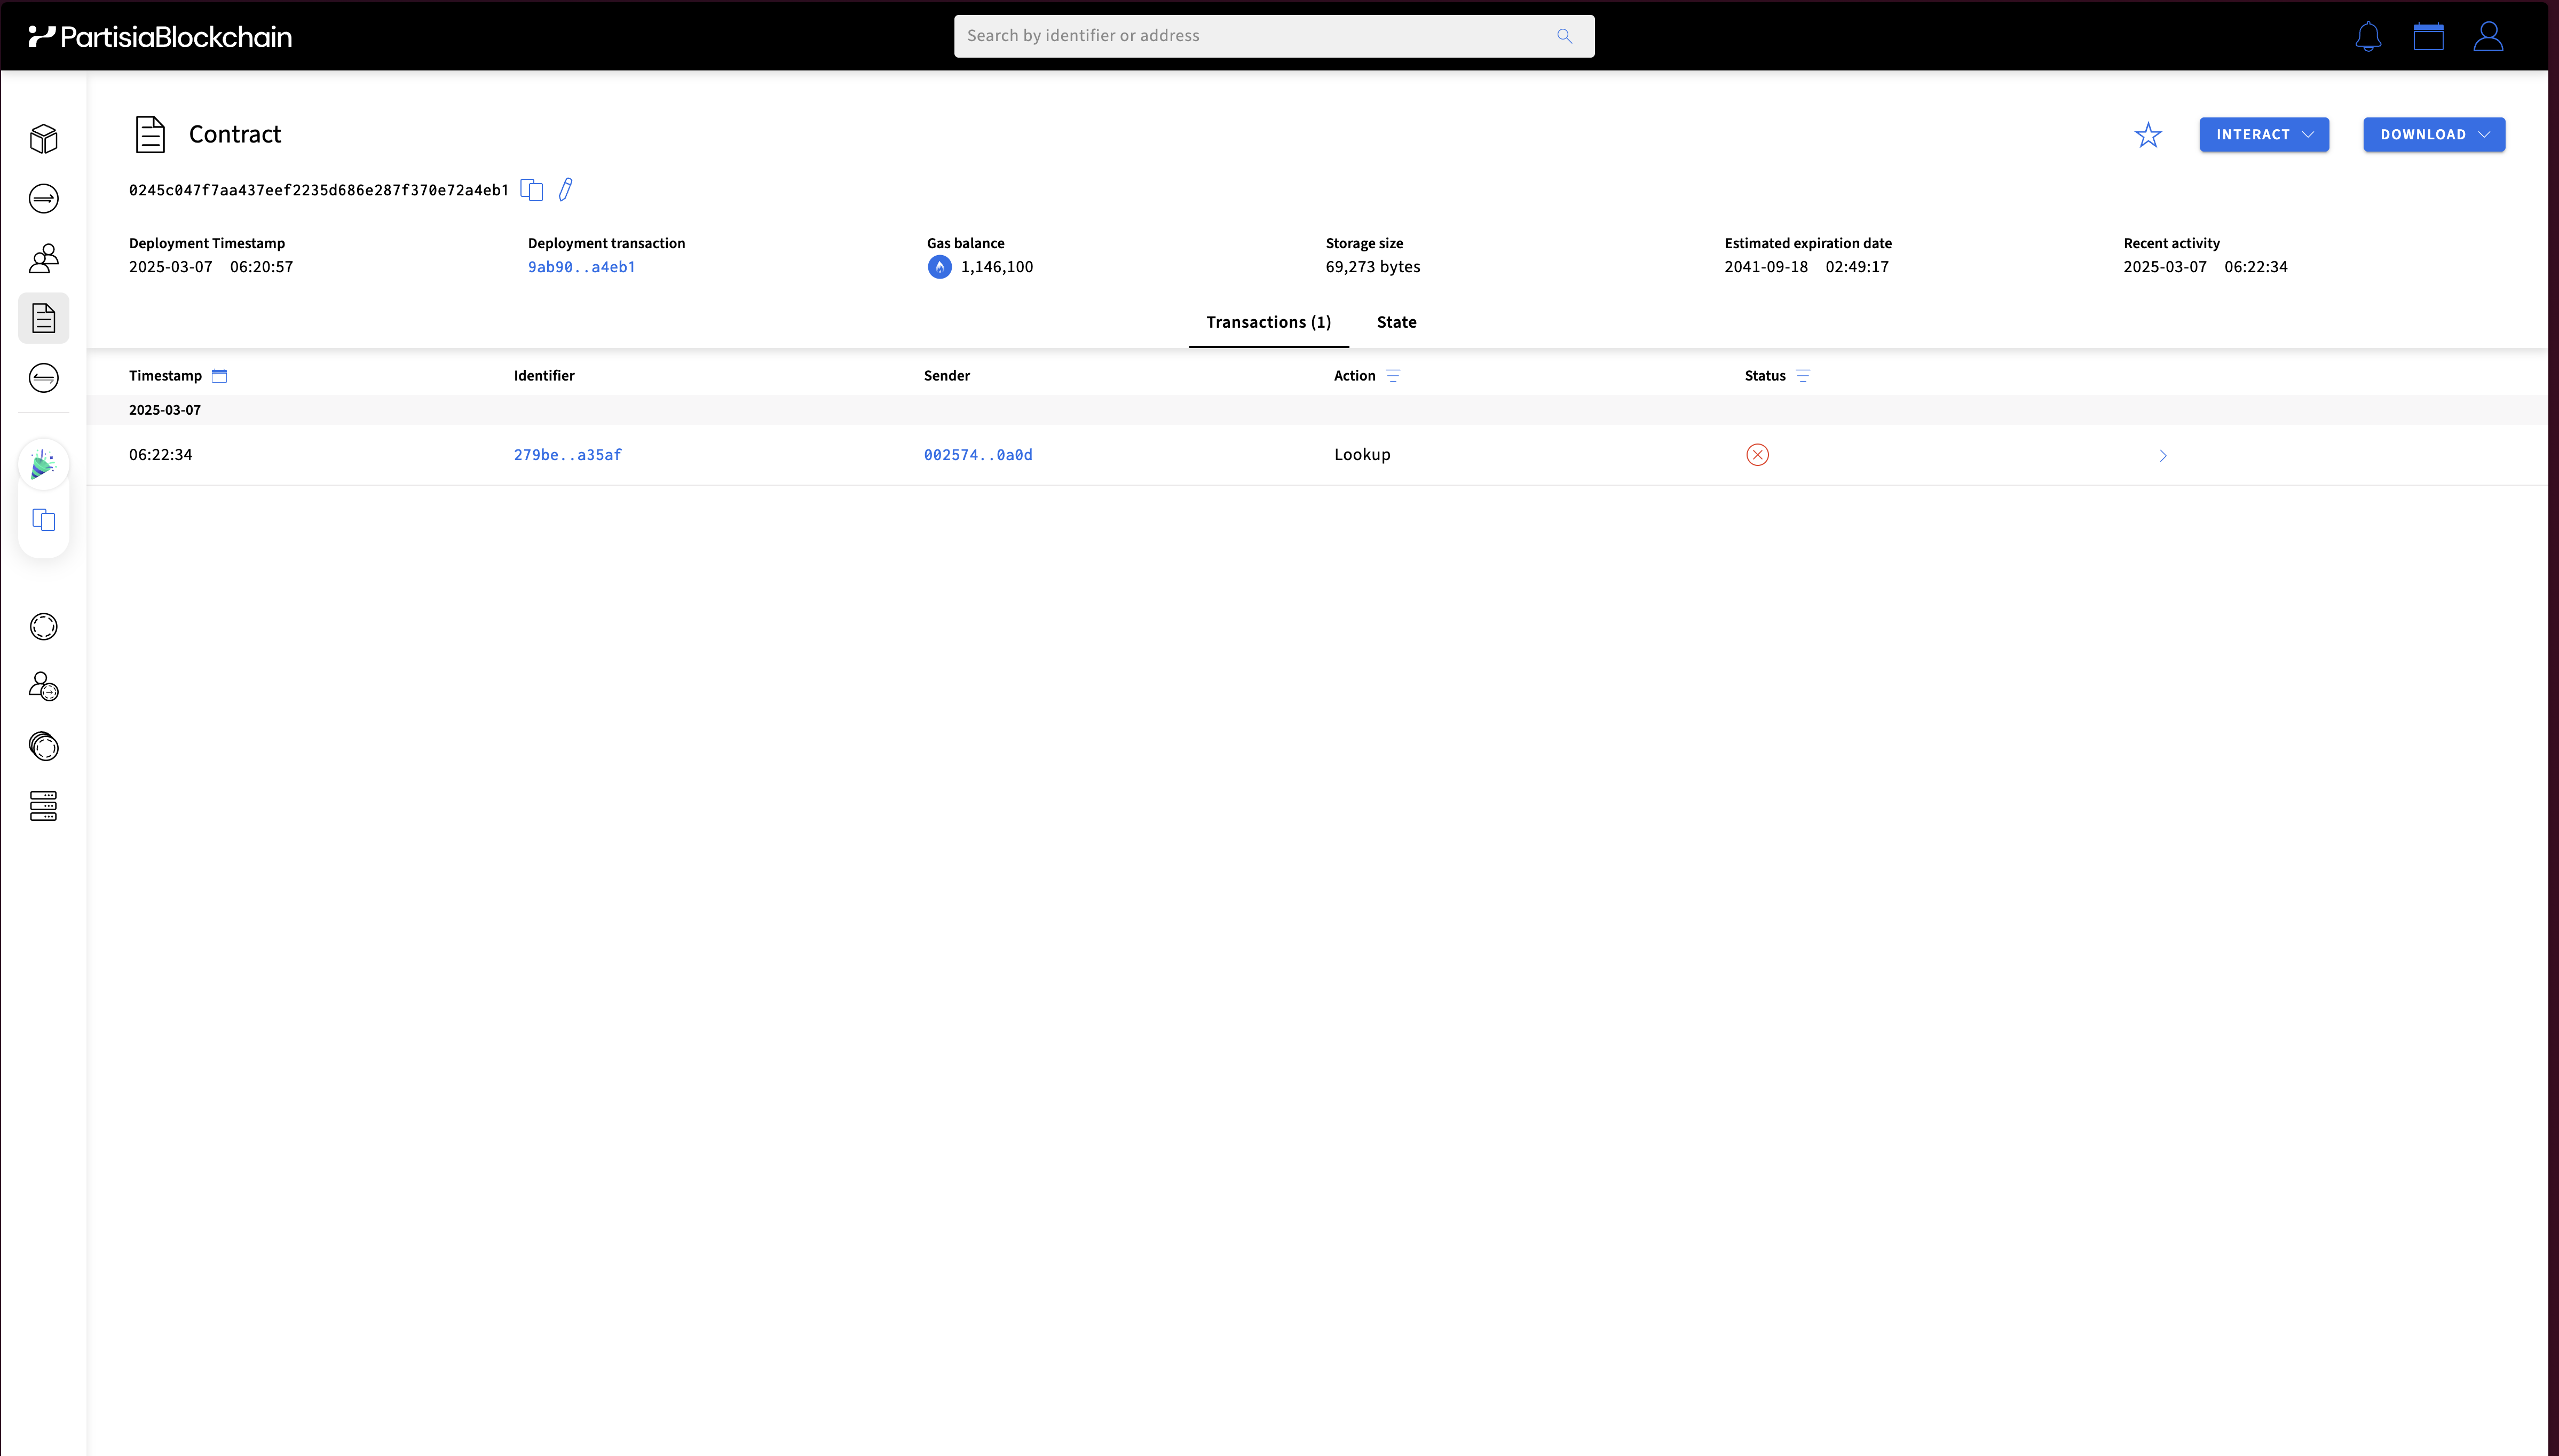 PartisiaBlockchain
Search by identifier or address
Contract
INTERACT
DOWNLOAD
0245c047f7aa437eef2235d686e287f370e72a4eb1
Deployment Timestamp
2025-03-07 06:20:57
Deployment transaction
9ab90..a4eb1
Gas balance
1,146,100
Storage size
69,273 bytes
Estimated expiration date
2041-09-18 02:49:17
Recent activity
2025-03-07 06:22:34
Transactions (1) State
Timestamp Identifier Sender Action Status
2025-03-07
06:22:34 279be..a35af 002574..0a0d Lookup